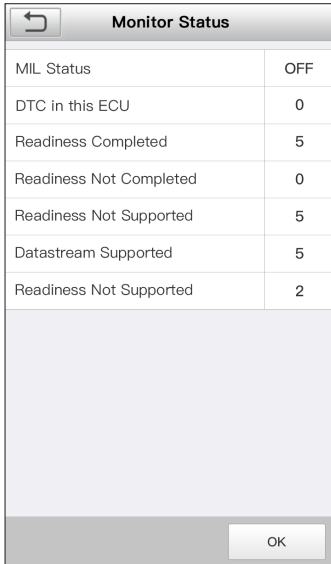 Monitor Status
MIL Status OFF
DTC in this ECU 0
Readiness Completed 5
Readiness Not Completed 0
Readiness Not Supported 5
Datastream Supported 5
Readiness Not Supported 2
OK